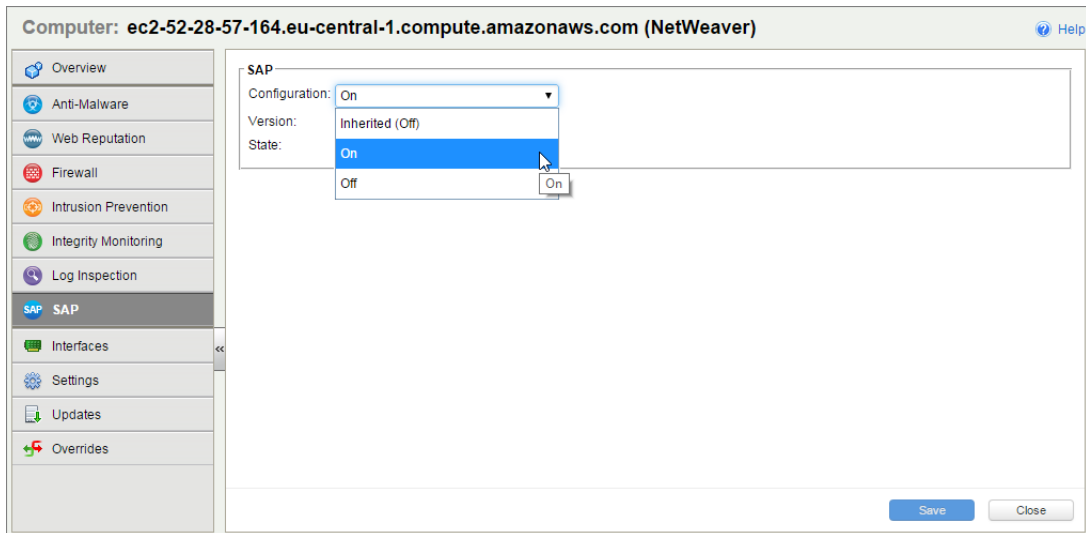 Computer: ec2-52-28-57-164.eu-central-1.compute.amazonaws.com (NetWeaver)
Help
Overview
Anti-Malware
Web Reputation
Firewall
Intrusion Prevention
Integrity Monitoring
Log Inspection
SAP SAP
Interfaces
Settings
Updates
Overrides
«
SAP
Configuration: On
Version:
State:
Inherited (Off)
On
Off
On
Save Close